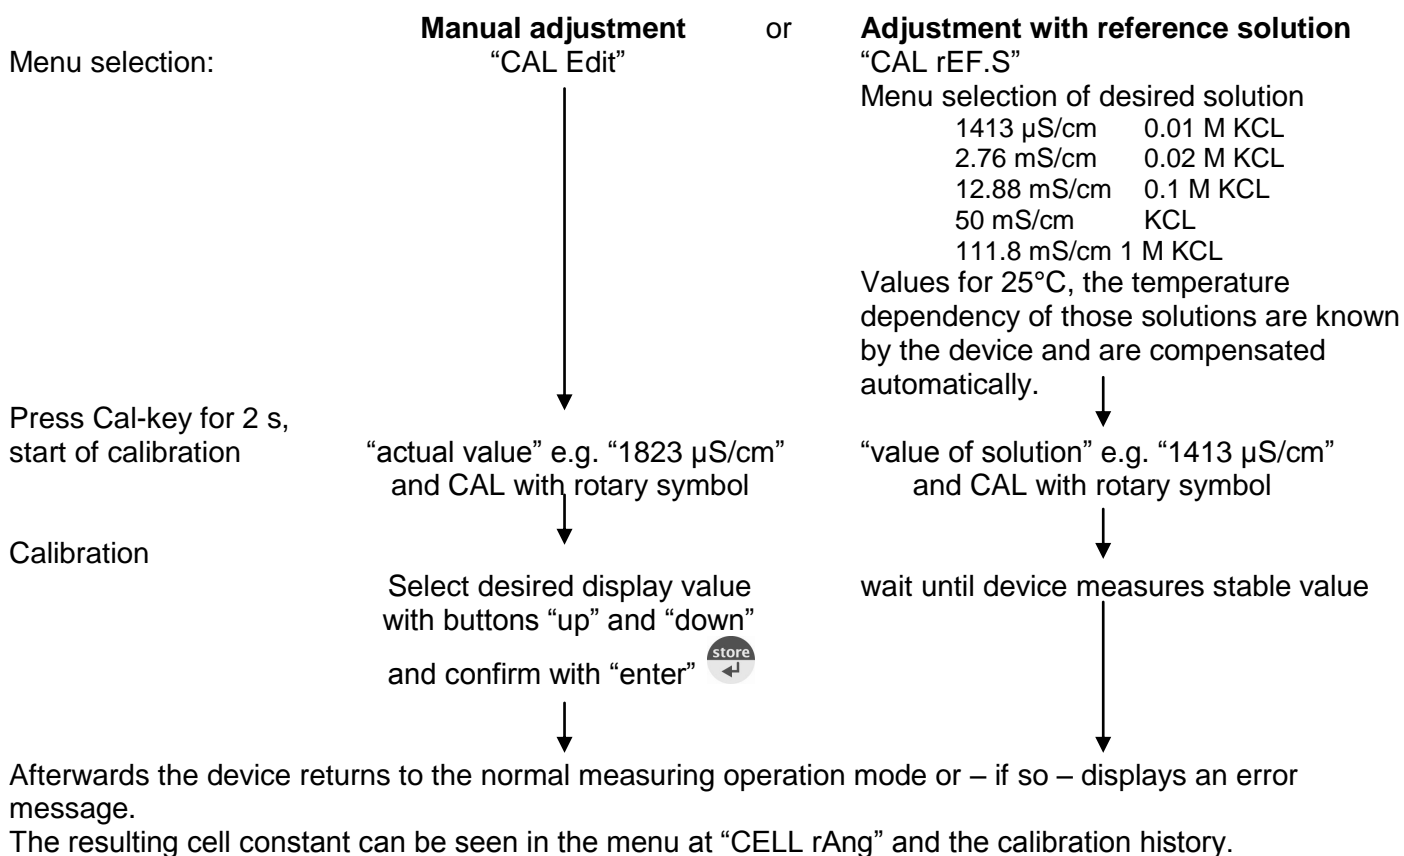 Manual adjustment or Adjustment with reference solution
Menu selection: “CAL Edit” “CAL rEF.S”
Menu selection of desired solution
1413 µS/cm 0.01 M KCL
2.76 mS/cm 0.02 M KCL
12.88 mS/cm 0.1 M KCL
50 mS/cm KCL
111.8 mS/cm 1 M KCL
Values for 25°C, the temperature
dependency of those solutions are known
by the device and are compensated
automatically.
Press Cal-key for 2 s,
start of calibration “actual value” e.g. “1823 µS/cm” “value of solution” e.g. “1413 µS/cm”
and CAL with rotary symbol and CAL with rotary symbol
Calibration
Select desired display value wait until device measures stable value
with buttons “up” and “down”
store
and confirm with “enter”
Afterwards the device returns to the normal measuring operation mode or – if so – displays an error
message.
The resulting cell constant can be seen in the menu at “CELL rAng” and the calibration history.